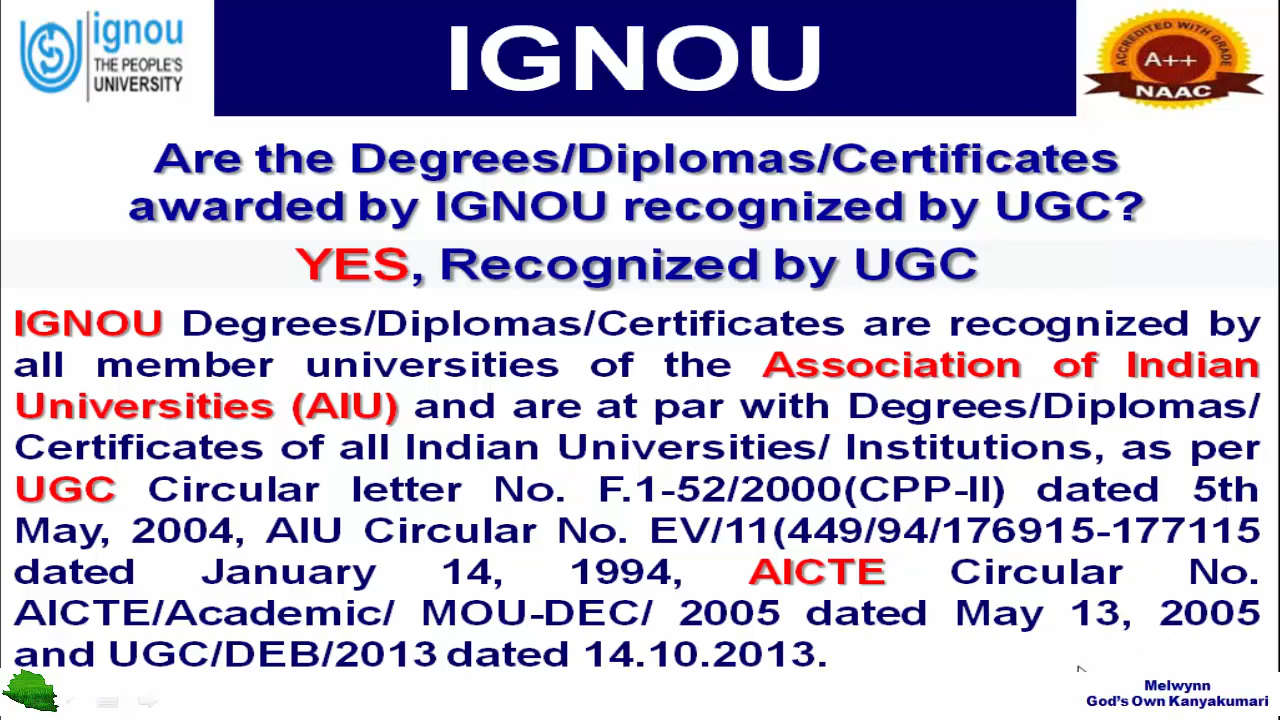 ignou
THE PEOPLE'S
UNIVERSITY
IGNOU
ACCREDITED WITH GRADE
A++
NAAC
Are the Degrees/Diplomas/Certificates
awarded by IGNOU recognized by UGC?
YES, Recognized by UGC
IGNOU Degrees/Diplomas/Certificates are recognized by
all member universities of the Association of Indian
Universities (AIU) and are at par with Degrees/Diplomas/
Certificates of all Indian Universities/ Institutions, as per
UGC Circular letter No. F.1-52/2000(CPP-II) dated 5th
May, 2004, AIU Circular No. EV/11(449/94/176915-177115
dated January 14, 1994, AICTE Circular No.
AICTE/Academic/ MOU-DEC/ 2005 dated May 13, 2005
and UGC/DEB/2013 dated 14.10.2013.
Melwynn
God's Own Kanyakumari